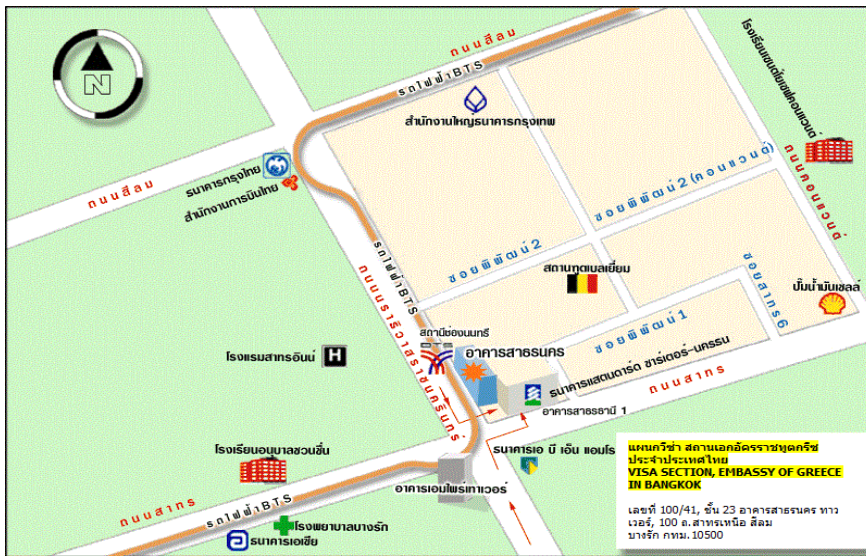 ถนนสีลม
รถไฟฟ้าBTS
โรงเรียนเซนต์โยเซฟคอนแวนต์
N
สำนักงานใหญ่ธนาคารกรุงเทพ
ธนาคารกรุงไทย
สำนักงานการบินไทย
ถนนสีลม
ซอยพิพัฒน์2 (คอนแวนต์)
ถนนคอนแวนต์
ซอยพิพัฒน์2
รถไฟฟ้าBTS
สถานทูตเบลเยี่ยม
ปั๊มน้ำมันเชลล์
ถนนนราธิวาสราชนครินทร์
ซอยสาทร6
ซอยพิพัฒน์1
สถานีช่องนนทรี
อาคารสาธรนคร
โรงแรมสาทรอินน์
H
ธนาคารแสตนดาร์ด ชาร์เตอร์-นครธน
ถนนสาทร
อาคารสาธรธานี 1
โรงเรียนอนุบาลชวนชื่น
ธนาคารเอ บี เอ็น แอมโร
อาคารเอมไพร์ทาวเวอร์
ถนนสาทร
รถไฟฟ้าBTS
โรงพยาบาลบางรัก
ธนาคารเอเชีย
แผนกวีซ่า สถานเอกอัครราชทูตกรีซ
ประจำประเทศไทย
VISA SECTION, EMBASSY OF GREECE
IN BANGKOK
เลขที่ 100/41, ชั้น 23 อาคารสาธรนคร ทาว
เวอร์, 100 ถ.สาทรเหนือ สีลม
บางรัก กทม.10500